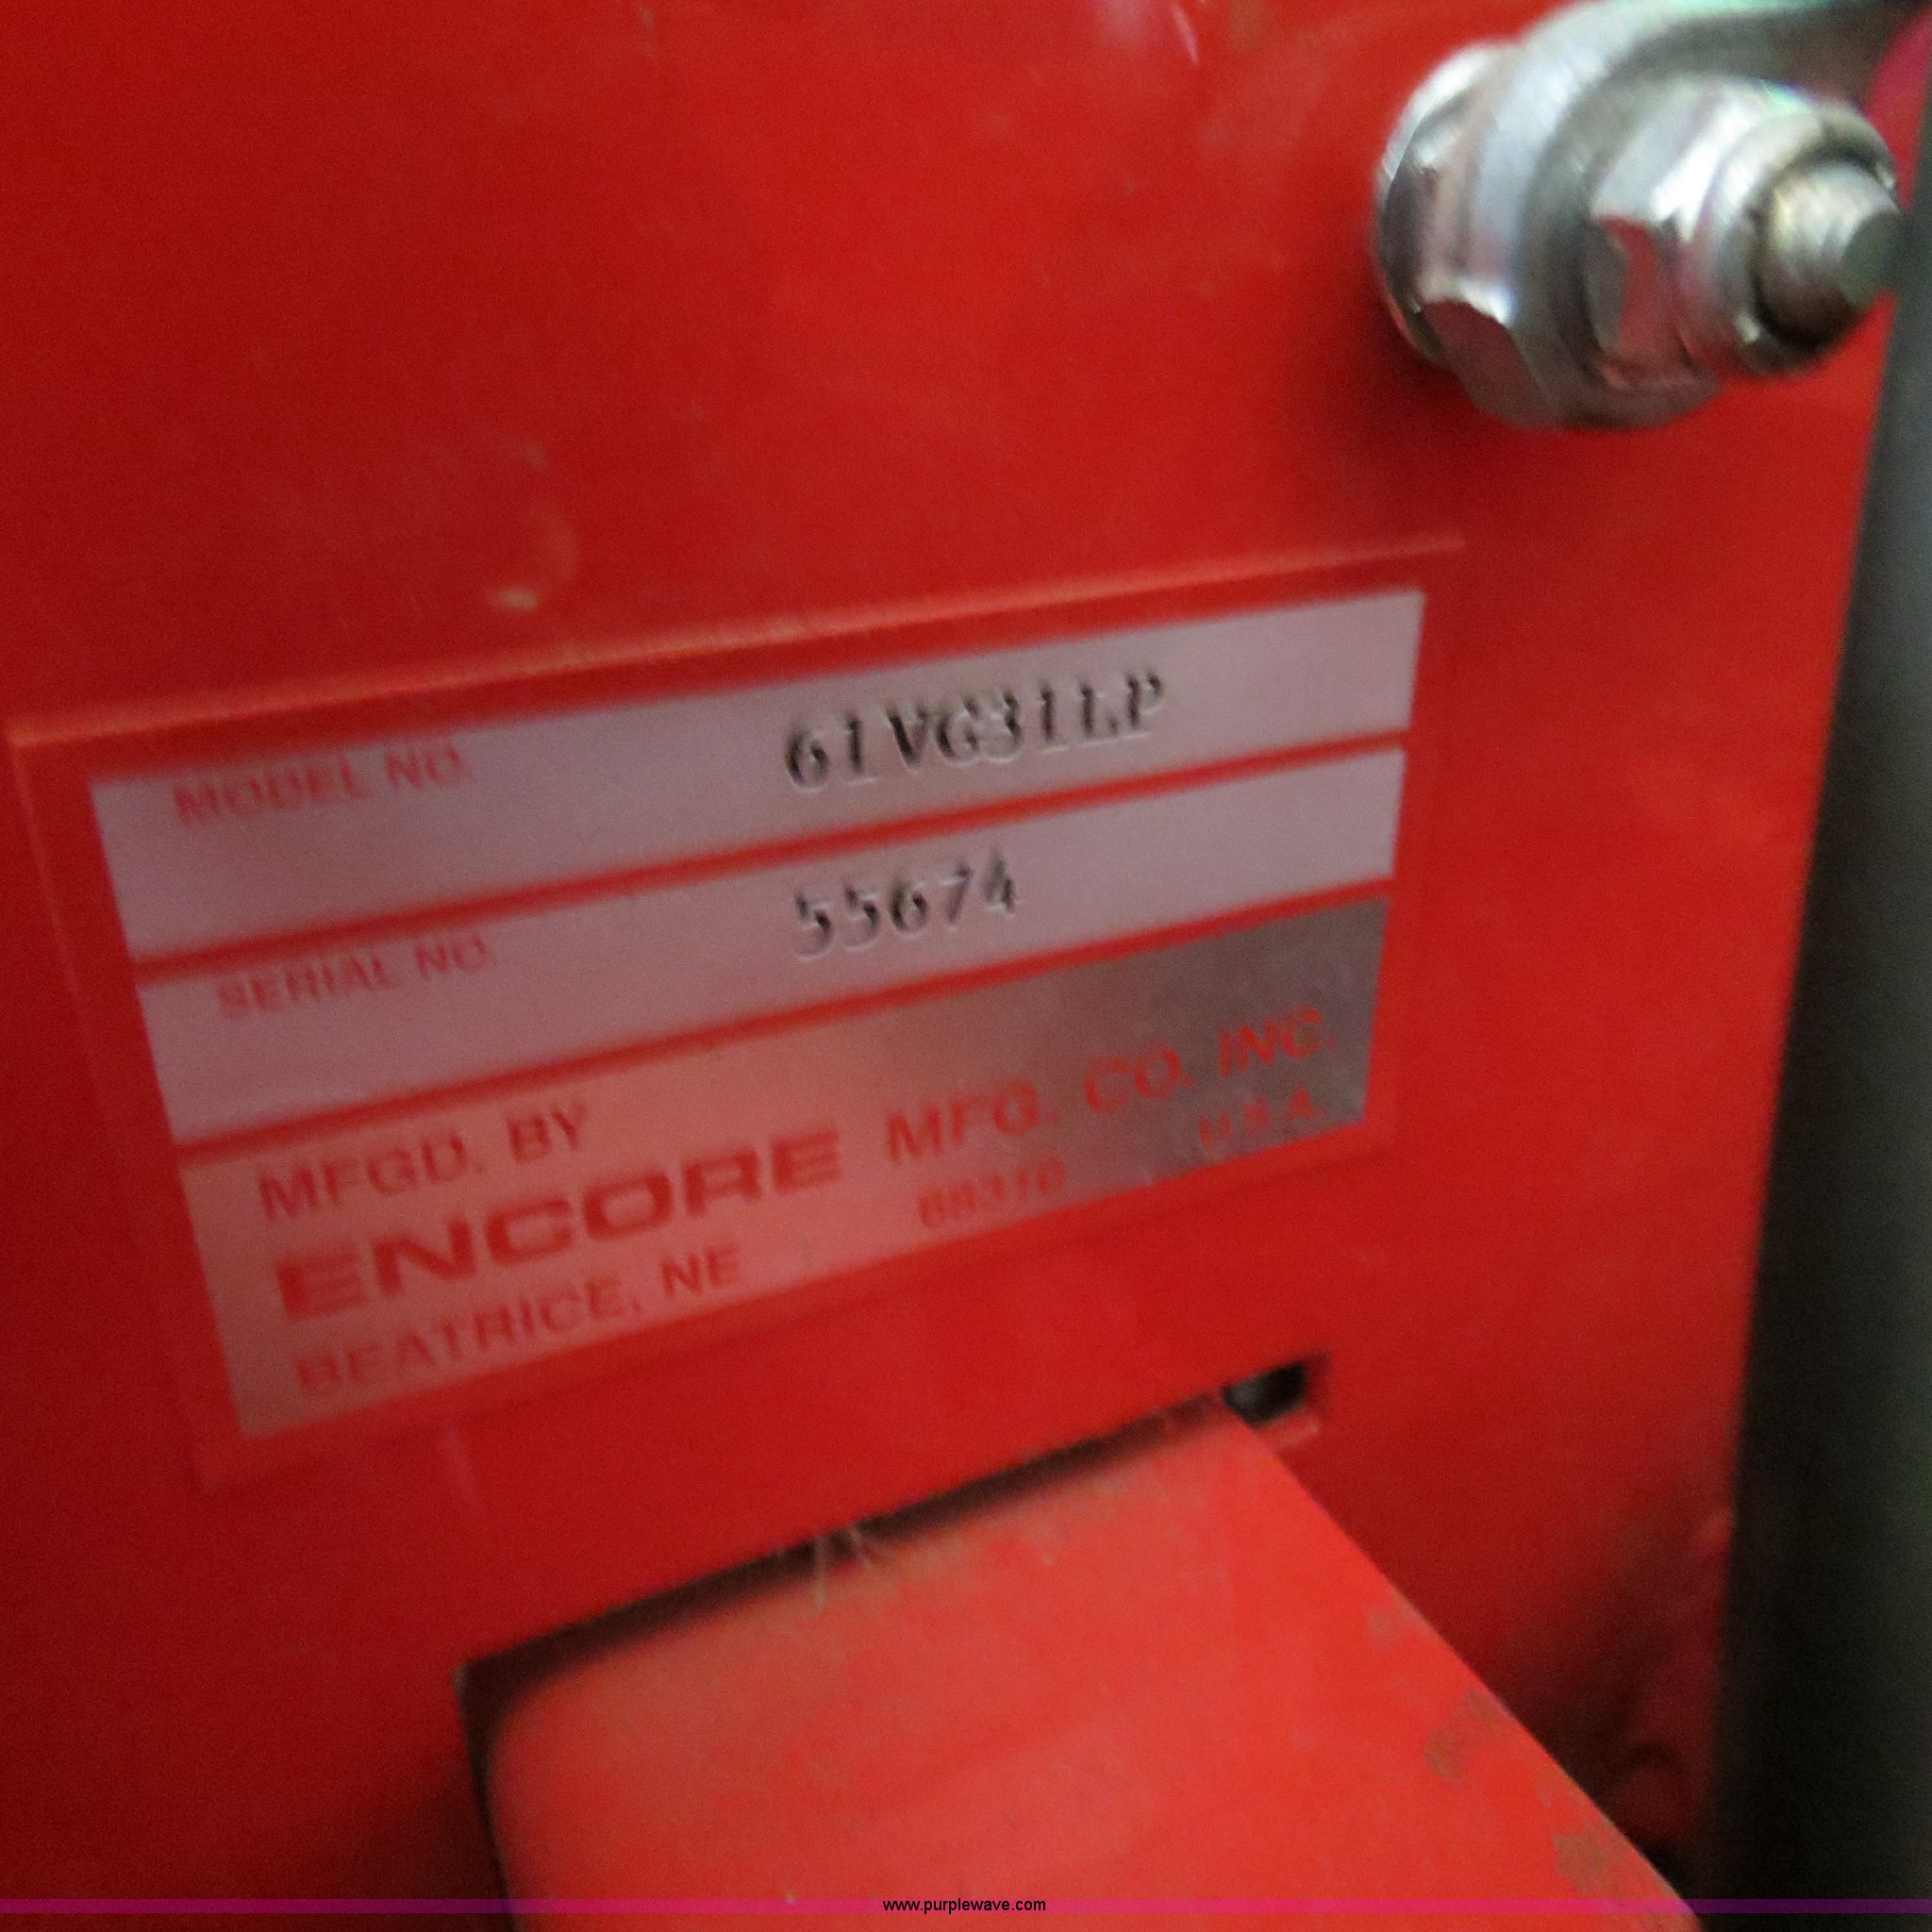 MODEL NO. 61VG31LP
SERIAL NO. 55674
MFGD. BY
ENCORE MFG. CO. INC.
BEATRICE, NE 68310 U.S.A.
www.purplewave.com